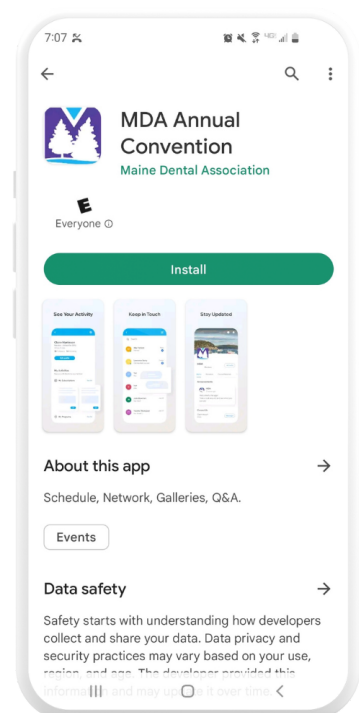 7:07
MDA Annual
Convention
Maine Dental Association
E
Everyone
Install
See Your Activity
Keep in Touch
Stay Updated
About this app
Schedule, Network, Galleries, Q&A.
Events
Data safety
Safety starts with understanding how developers
collect and share your data. Data privacy and
security practices may vary based on your use,
region, and age. The developer provided this
information and may update it over time.